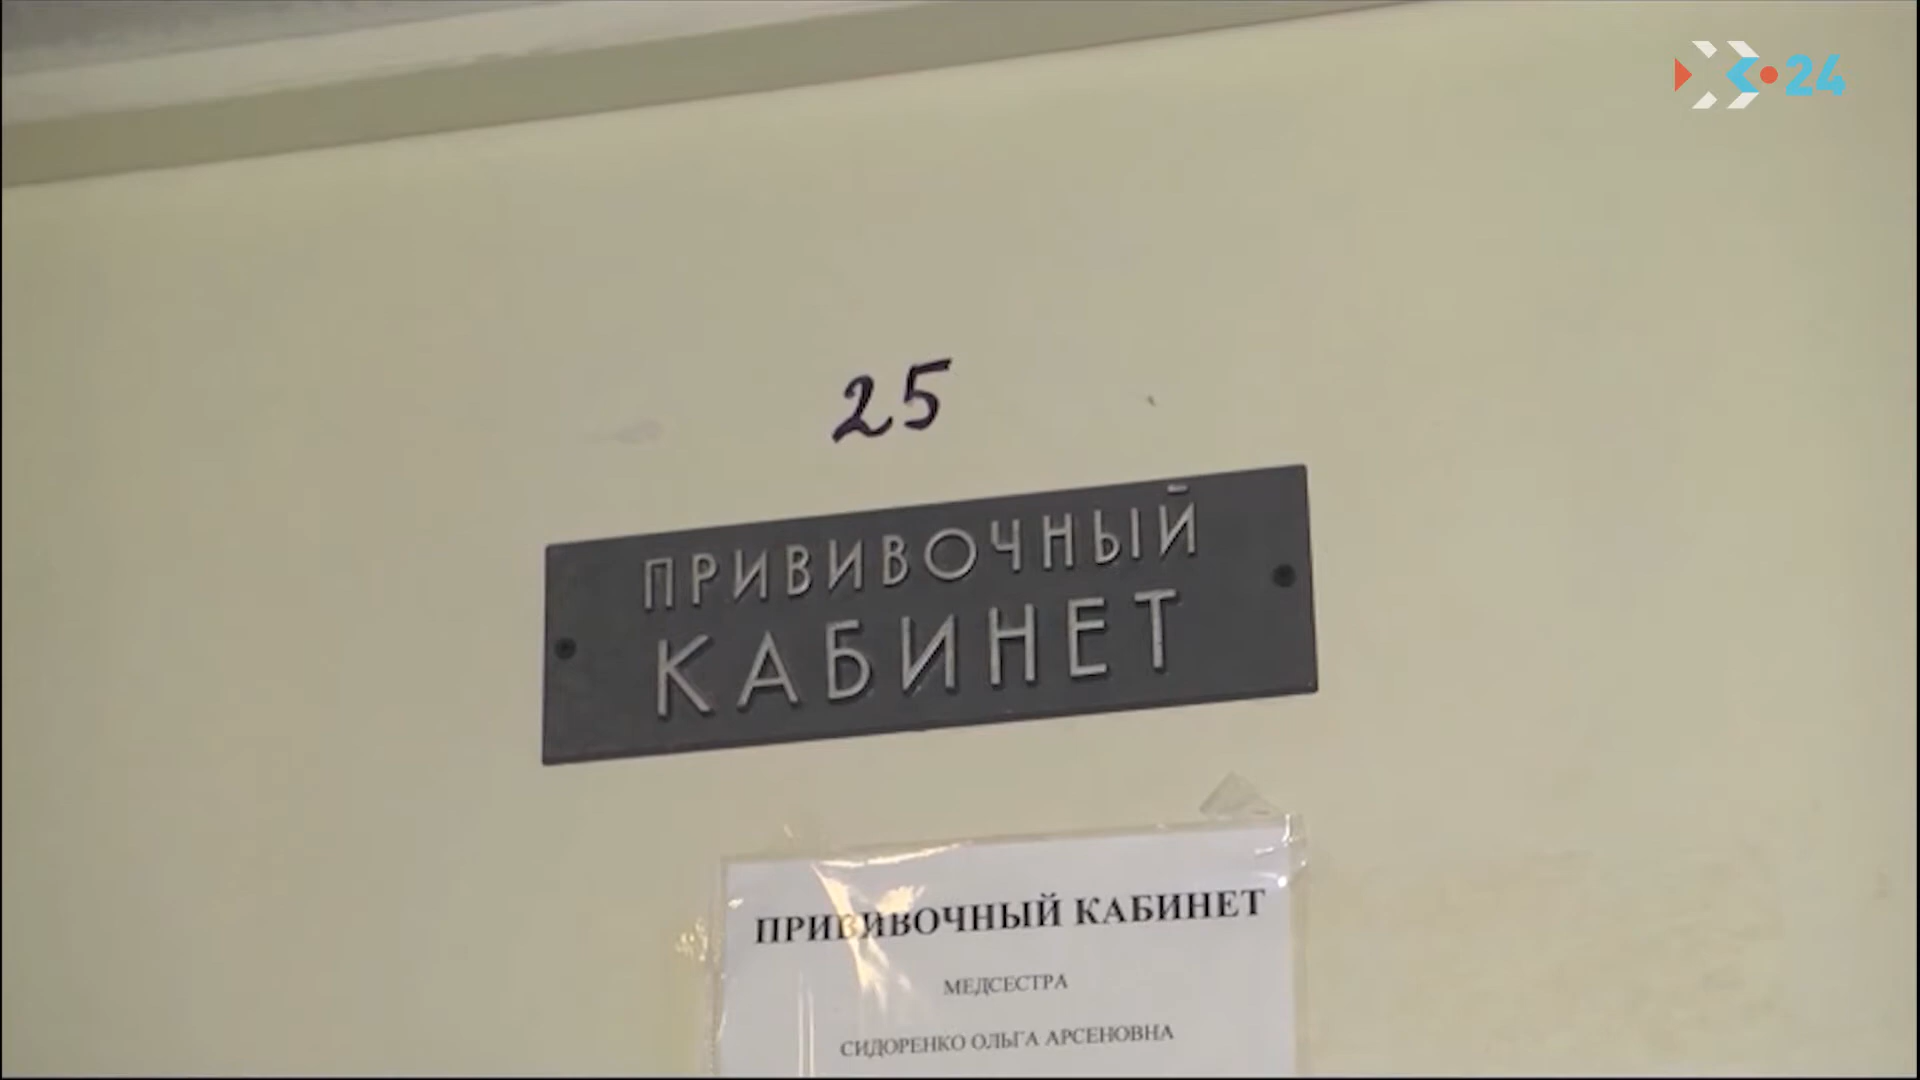 24
25
ПРИВИВОЧНЫЙ
КАБИНЕТ
ПРИВИВОЧНЫЙ КАБИНЕТ
МЕДСЕСТРА
СИДОРЕНКО ОЛЬГА АРСЕНОВНА